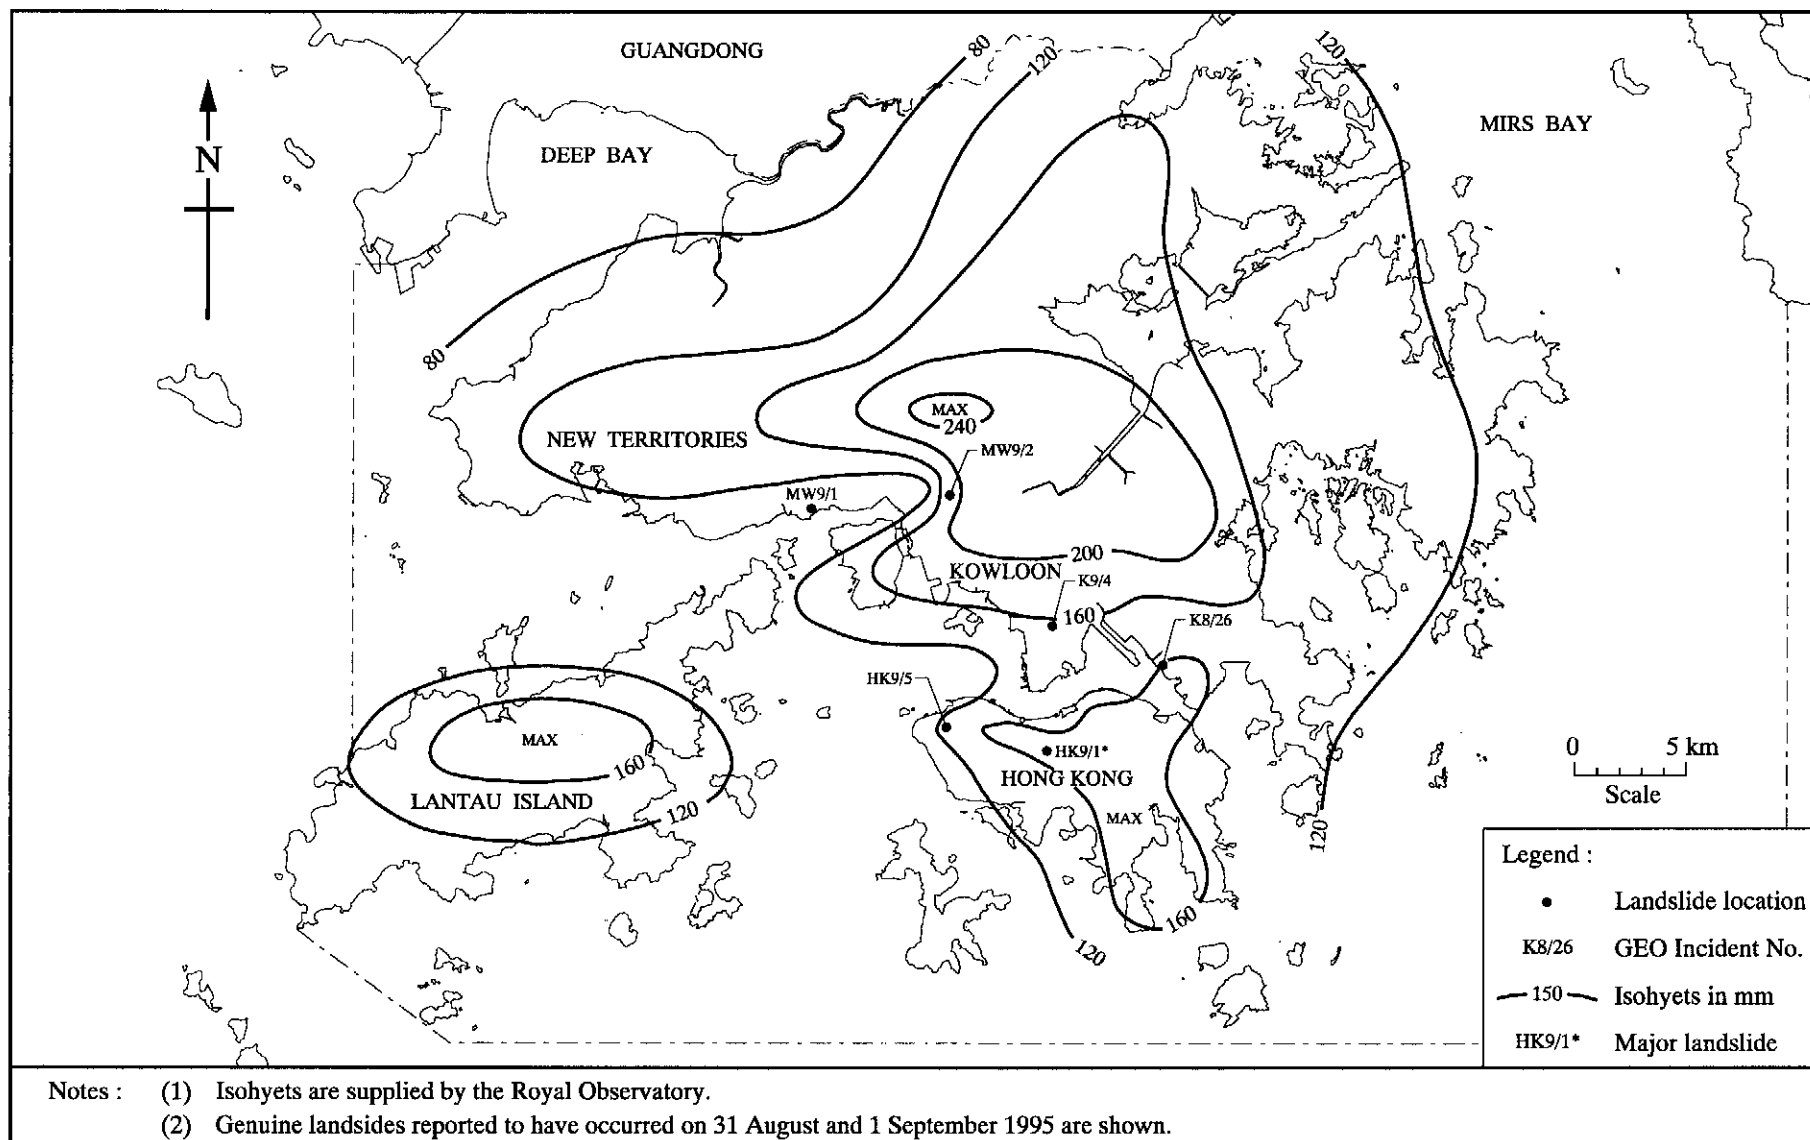 80
120
120
GUANGDONG
MIRS BAY
DEEP BAY
N
80
MAX
240
NEW TERRITORIES
MW9/2
MW9/1
200
KOWLOON
K9/4
160
K8/26
HK9/5
MAX
160
HK9/1*
HONG KONG
LANTAU ISLAND
120
MAX
0 5 km
Scale
120
160
120
Legend :
Landslide location
K8/26 GEO Incident No.
150 Isohyets in mm
HK9/1* Major landslide
Notes : (1) Isohyets are supplied by the Royal Observatory.
(2) Genuine landsides reported to have occurred on 31 August and 1 September 1995 are shown.